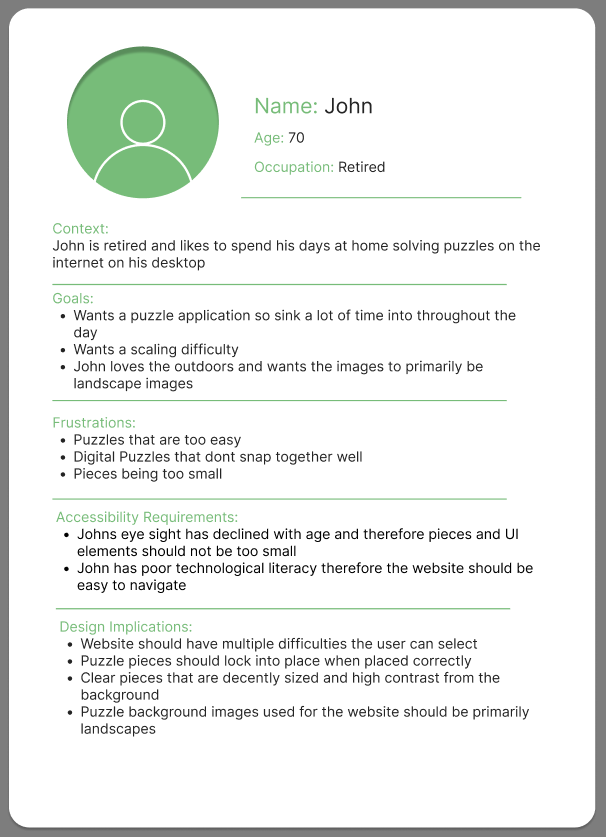 Name: John
Age: 70
Occupation: Retired
Context:
John is retired and likes to spend his days at home solving puzzles on the
internet on his desktop
Goals:
• Wants a puzzle application so sink a lot of time into throughout the
day
• Wants a scaling difficulty
• John loves the outdoors and wants the images to primarily be
landscape images
Frustrations:
• Puzzles that are too easy
• Digital Puzzles that dont snap together well
• Pieces being too small
Accessibility Requirements:
• Johns eye sight has declined with age and therefore pieces and UI
elements should not be too small
• John has poor technological literacy therefore the website should be
easy to navigate
Design Implications:
• Website should have multiple difficulties the user can select
• Puzzle pieces should lock into place when placed correctly
• Clear pieces that are decently sized and high contrast from the
background
• Puzzle background images used for the website should be primarily
landscapes